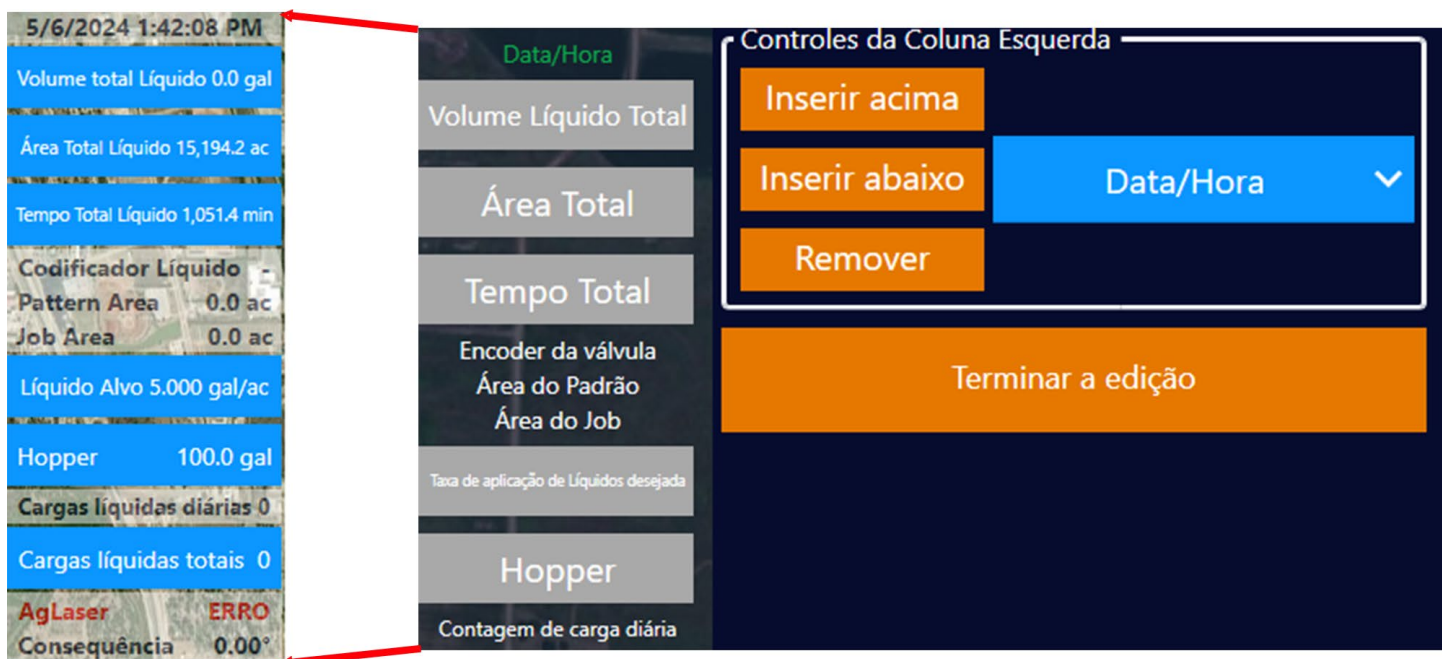 5/6/2024 1:42:08 PM
Volume total Líquido 0.0 gal
Área Total Líquido 15,194.2 ac
Tempo Total Líquido 1,051.4 min
Codificador Líquido -
Pattern Area 0.0 ac
Job Area 0.0 ac
Líquido Alvo 5.000 gal/ac
Hopper 100.0 gal
Cargas líquidas diárias 0
Cargas líquidas totais 0
AgLaser ERRO
Consequência 0.00°
Data/Hora
Volume Líquido Total
Área Total
Tempo Total
Encoder da válvula
Área do Padrão
Área do Job
Taxa de aplicação de Líquidos desejada
Hopper
Contagem de carga diária
Controles da Coluna Esquerda
Inserir acima
Inserir abaixo
Remover
Data/Hora
Terminar a edição